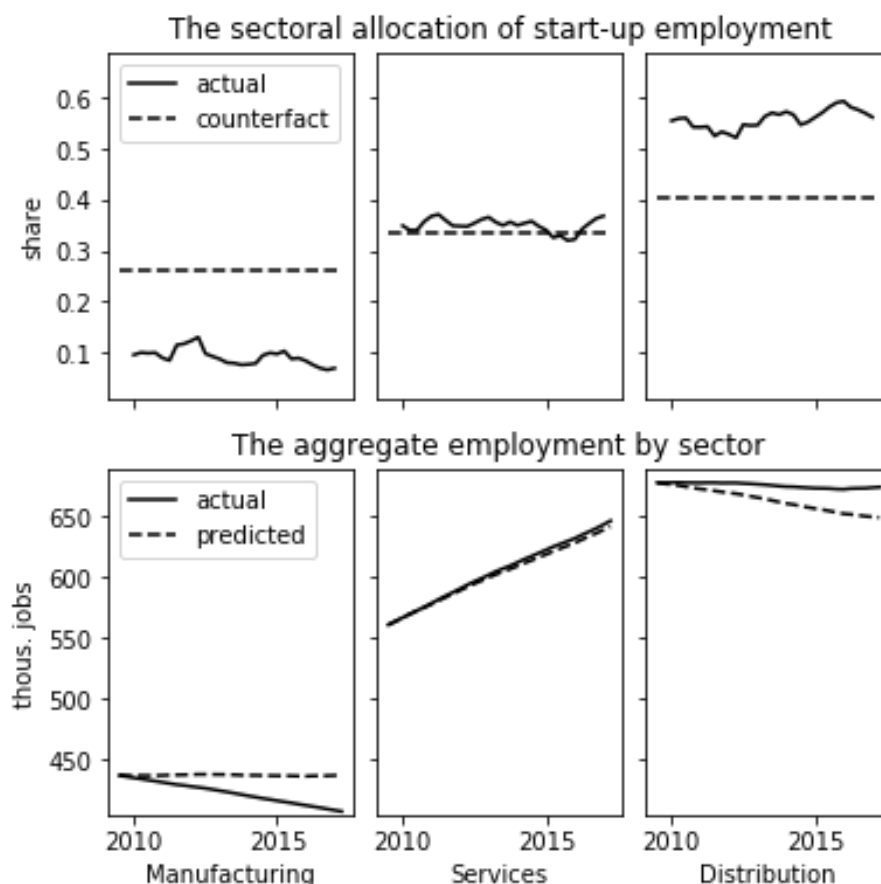 The sectoral allocation of start-up employment
actual
counterfact
0.6
0.5
0.4
0.3
0.2
0.1
share
The aggregate employment by sector
actual
predicted
650
600
550
500
450
thous. jobs
2010 2015 2010 2015 2010 2015
Manufacturing Services Distribution